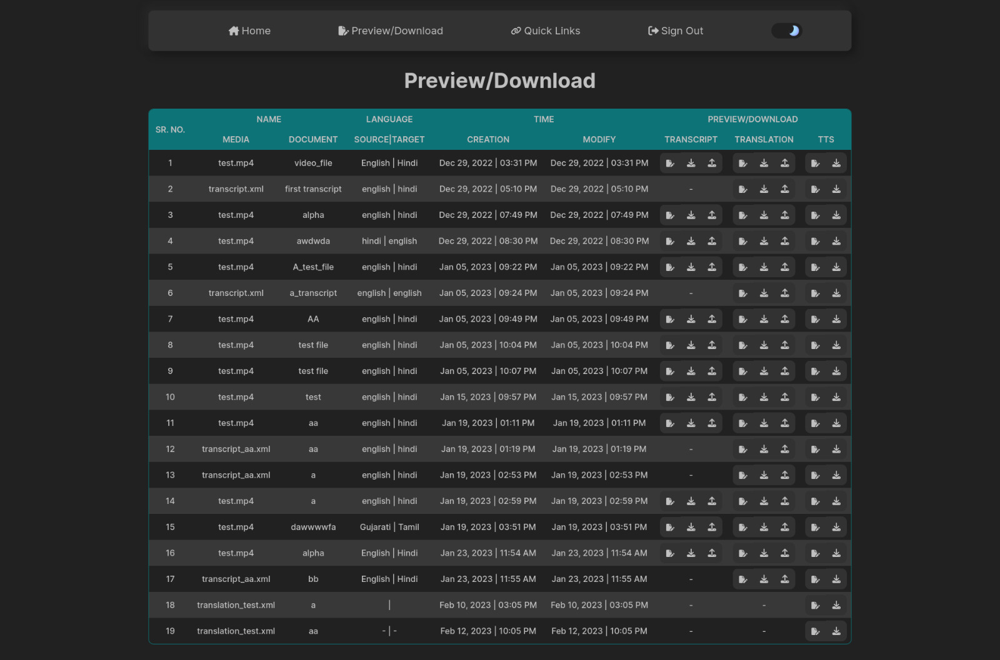 Home Preview/Download Quick Links Sign Out
Preview/Download
SR. NO. NAME LANGUAGE TIME PREVIEW/DOWNLOAD
MEDIA DOCUMENT SOURCE|TARGET CREATION MODIFY TRANSCRIPT TRANSLATION TTS
1 test.mp4 video_file English | Hindi Dec 29, 2022 | 03:31 PM Dec 29, 2022 | 03:31 PM
2 transcript.xml first transcript english | hindi Dec 29, 2022 | 05:10 PM Dec 29, 2022 | 05:10 PM -
3 test.mp4 alpha english | hindi Dec 29, 2022 | 07:49 PM Dec 29, 2022 | 07:49 PM
4 test.mp4 awdwda hindi | english Dec 29, 2022 | 08:30 PM Dec 29, 2022 | 08:30 PM
5 test.mp4 A_test_file english | hindi Jan 05, 2023 | 09:22 PM Jan 05, 2023 | 09:22 PM
6 transcript.xml a_transcript english | english Jan 05, 2023 | 09:24 PM Jan 05, 2023 | 09:24 PM -
7 test.mp4 AA english | hindi Jan 05, 2023 | 09:49 PM Jan 05, 2023 | 09:49 PM
8 test.mp4 test file english | hindi Jan 05, 2023 | 10:04 PM Jan 05, 2023 | 10:04 PM
9 test.mp4 test file english | hindi Jan 05, 2023 | 10:07 PM Jan 05, 2023 | 10:07 PM
10 test.mp4 test english | hindi Jan 15, 2023 | 09:57 PM Jan 15, 2023 | 09:57 PM
11 test.mp4 aa english | hindi Jan 19, 2023 | 01:11 PM Jan 19, 2023 | 01:11 PM
12 transcript_aa.xml aa english | hindi Jan 19, 2023 | 01:19 PM Jan 19, 2023 | 01:19 PM -
13 transcript_aa.xml a english | hindi Jan 19, 2023 | 02:53 PM Jan 19, 2023 | 02:53 PM -
14 test.mp4 a english | hindi Jan 19, 2023 | 02:59 PM Jan 19, 2023 | 02:59 PM
15 test.mp4 dawwwwfa Gujarati | Tamil Jan 19, 2023 | 03:51 PM Jan 19, 2023 | 03:51 PM
16 test.mp4 alpha English | Hindi Jan 23, 2023 | 11:54 AM Jan 23, 2023 | 11:54 AM
17 transcript_aa.xml bb English | Hindi Jan 23, 2023 | 11:55 AM Jan 23, 2023 | 11:55 AM -
18 translation_test.xml a | Feb 10, 2023 | 03:05 PM Feb 10, 2023 | 03:05 PM - -
19 translation_test.xml aa - | - Feb 12, 2023 | 10:05 PM Feb 12, 2023 | 10:05 PM - -